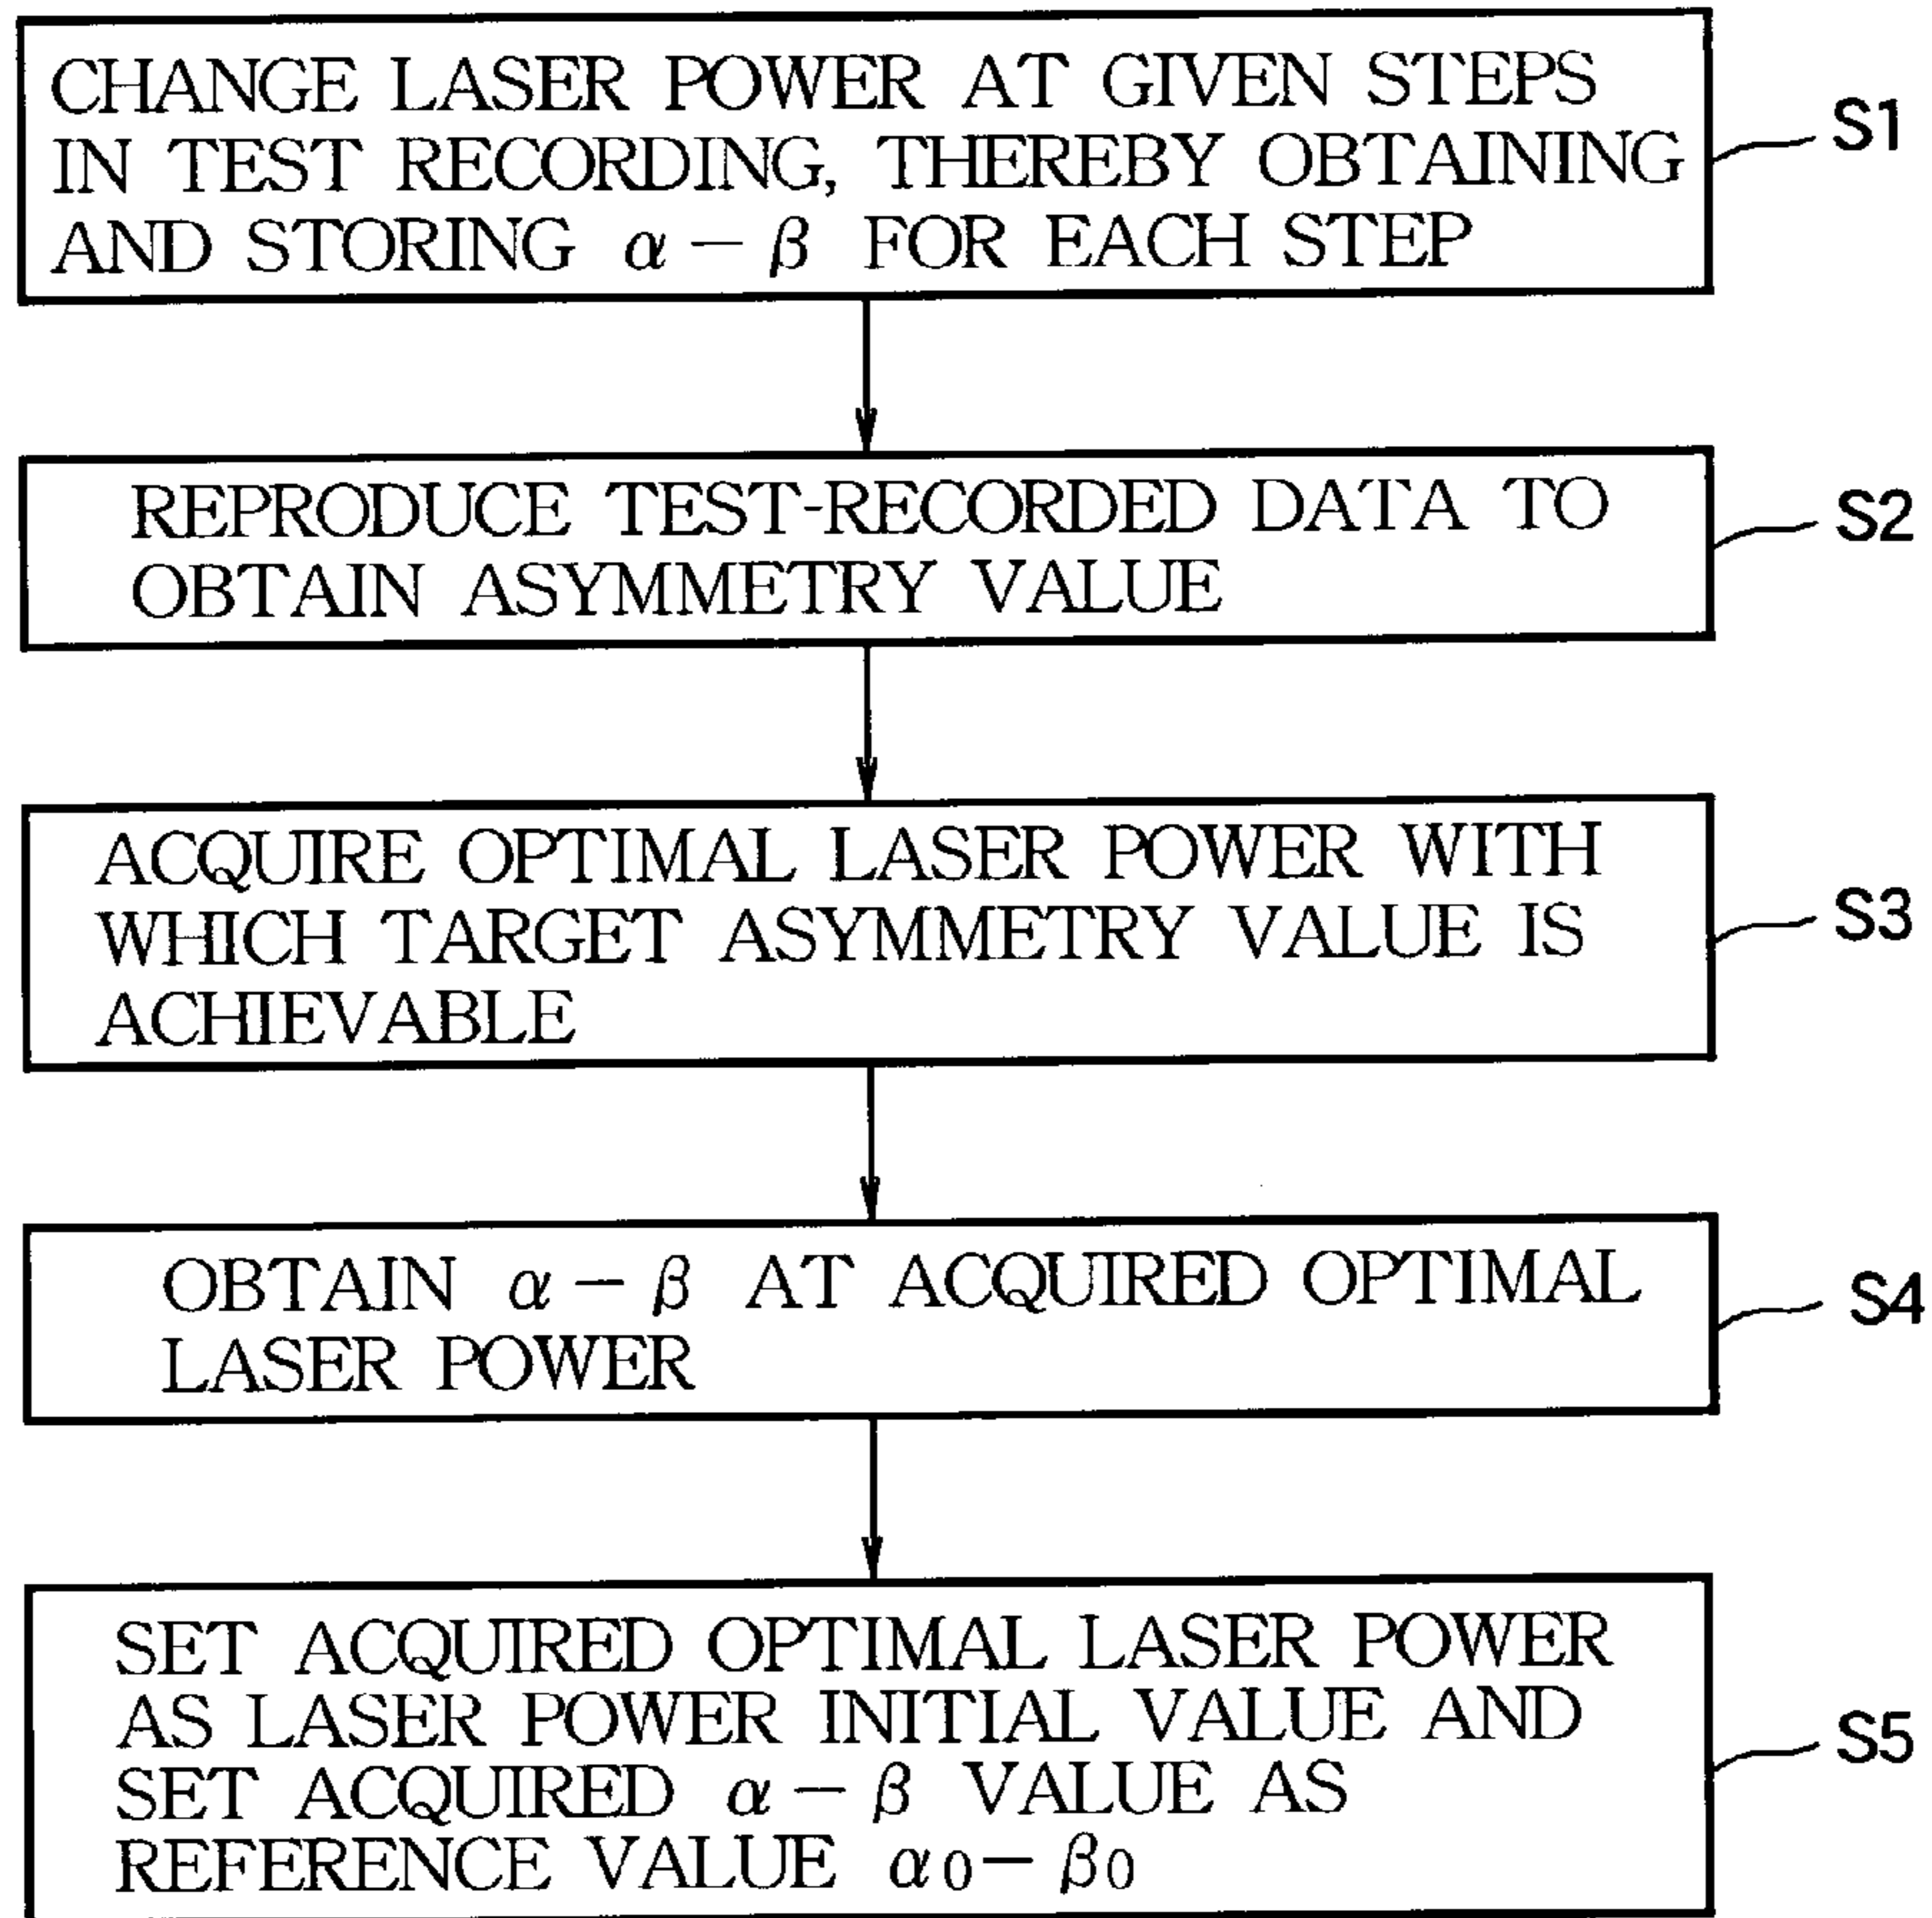 CHANGE LASER POWER AT GIVEN STEPS
IN TEST RECORDING, THEREBY OBTAINING
AND STORING α − β FOR EACH STEP
S1
REPRODUCE TEST-RECORDED DATA TO
OBTAIN ASYMMETRY VALUE
S2
ACQUIRE OPTIMAL LASER POWER WITH
WHICH TARGET ASYMMETRY VALUE IS
ACHIEVABLE
S3
OBTAIN α − β AT ACQUIRED OPTIMAL
LASER POWER
S4
SET ACQUIRED OPTIMAL LASER POWER
AS LASER POWER INITIAL VALUE AND
SET ACQUIRED α − β VALUE AS
REFERENCE VALUE α0 − β0
S5